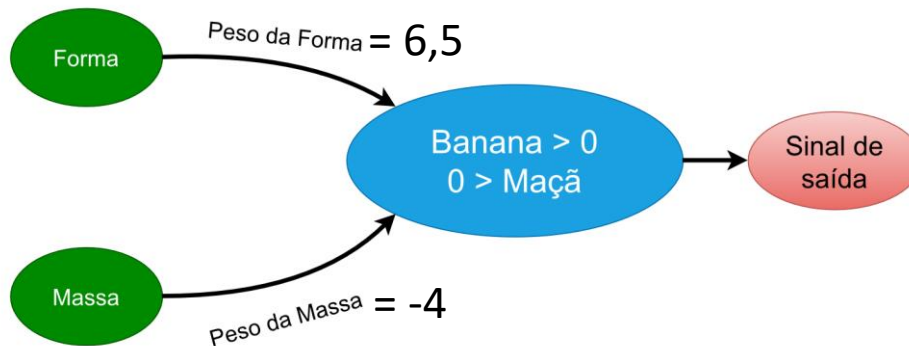 Forma
Peso da Forma = 6,5
Banana > 0
0 > Maçã
Sinal de
saída
Massa
Peso da Massa = -4